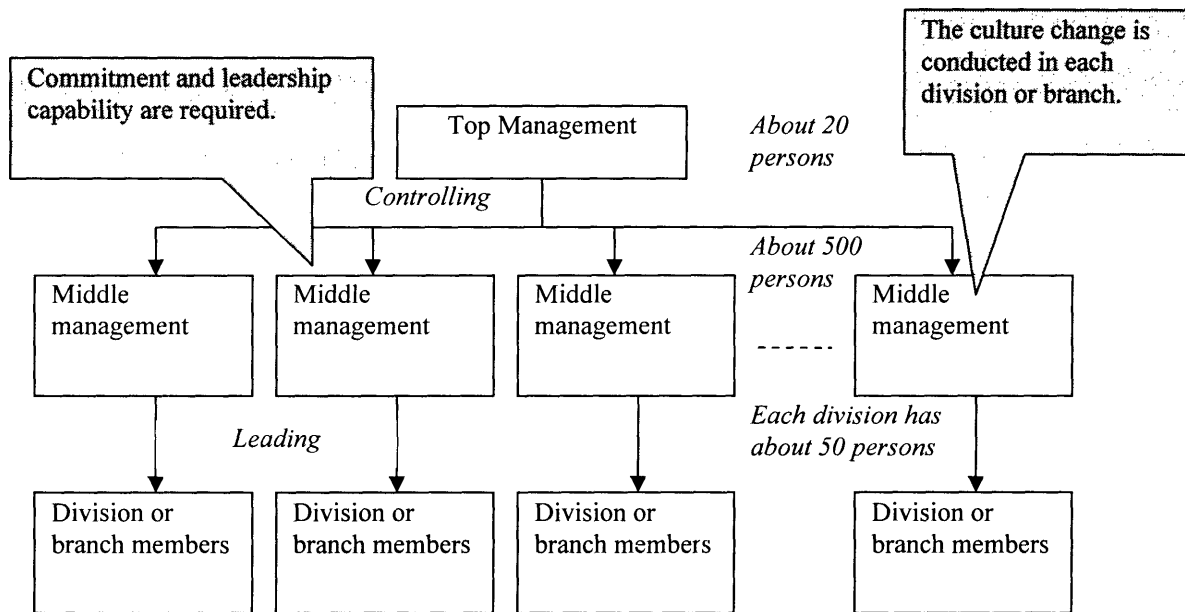 The culture change is
conducted in each
division or branch.
Commitment and leadership
capability are required.
Top Management
About 20
persons
Controlling
About 500
persons
Middle
management
Middle
management
Middle
management
-----
Middle
management
Leading
Each division has
about 50 persons
Division or
branch members
Division or
branch members
Division or
branch members
Division or
branch members